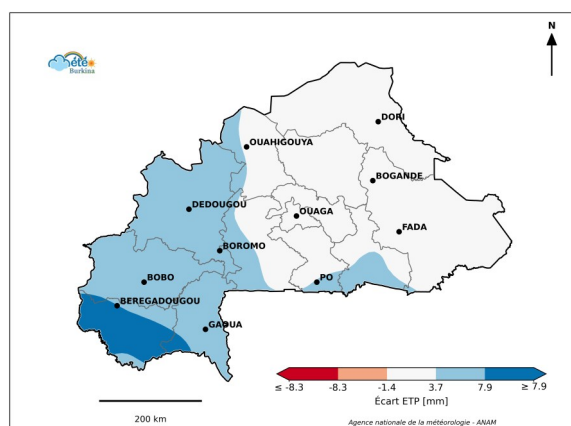 N
Météo
Burkina
DORI
OUAHIGOUYA
BOGANDE
DEDOUGOU
OUAGA
FADA
BOROMO
BOBO
PO
BEREGADOUGOU
GAOUA
≤ -8.3 -8.3 -1.4 3.7 7.9 ≥ 7.9
Écart ETP [mm]
200 km
Agence nationale de la météorologie - ANAM